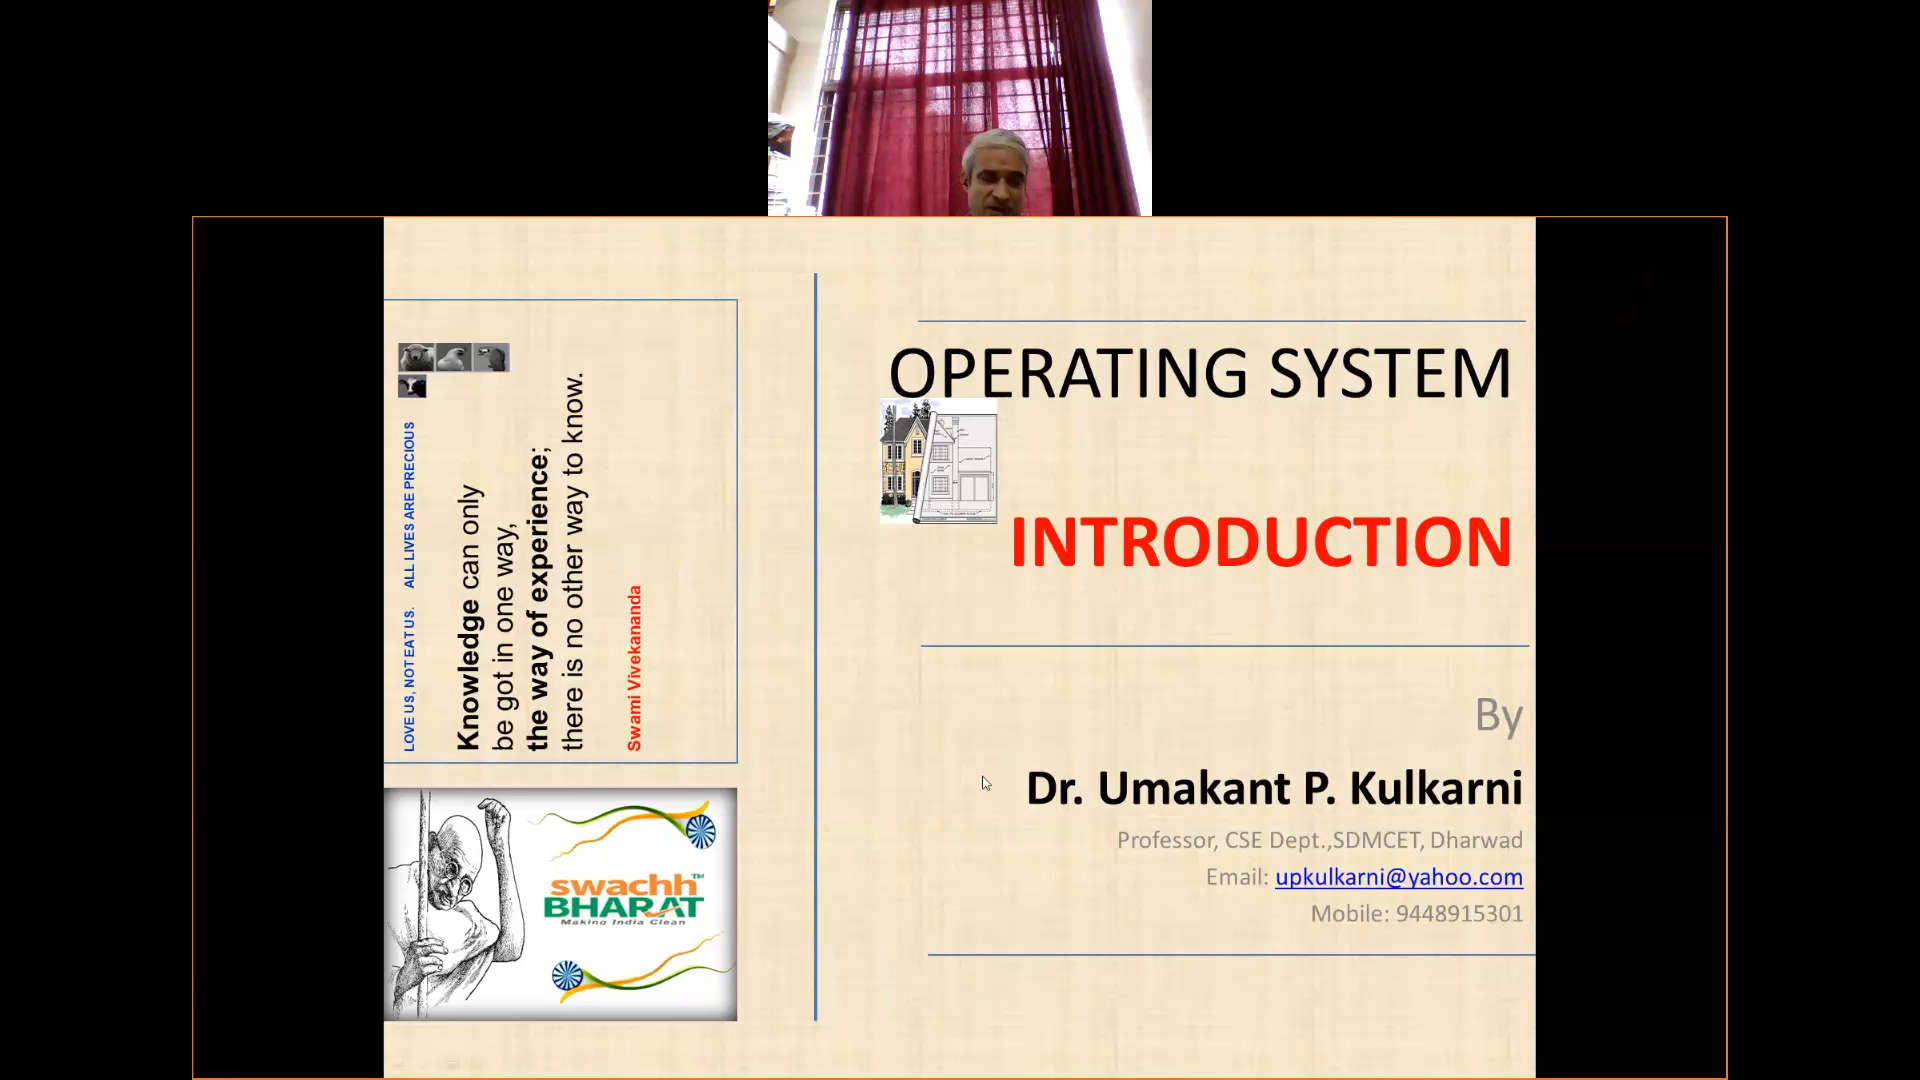 LOVE US, NOT EAT US. ALL LIVES ARE PRECIOUS
Knowledge can only
be got in one way,
the way of experience;
there is no other way to know.
Swami Vivekananda
swachh TM
BHARAT
Making India Clean
OPERATING SYSTEM
INTRODUCTION
By
Dr. Umakant P. Kulkarni
Professor, CSE Dept.,SDMCET, Dharwad
Email: upkulkarni@yahoo.com
Mobile: 9448915301